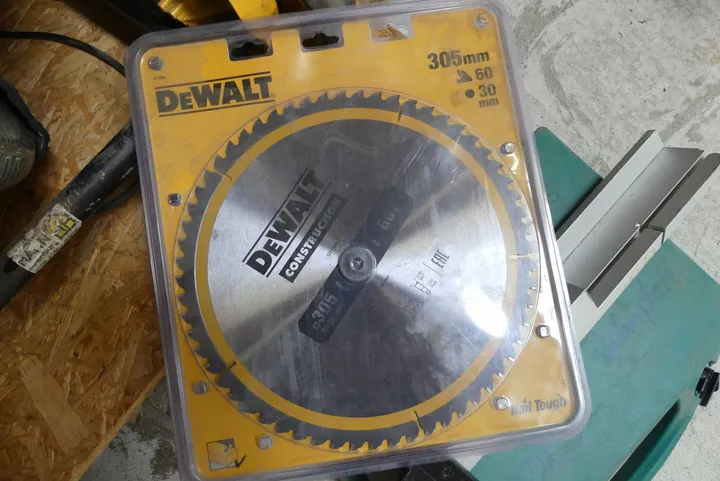 305mm
60
30
mm
DEWALT
DEWALT
CONSTRUCTION
305
60
EAC
Nail Tough